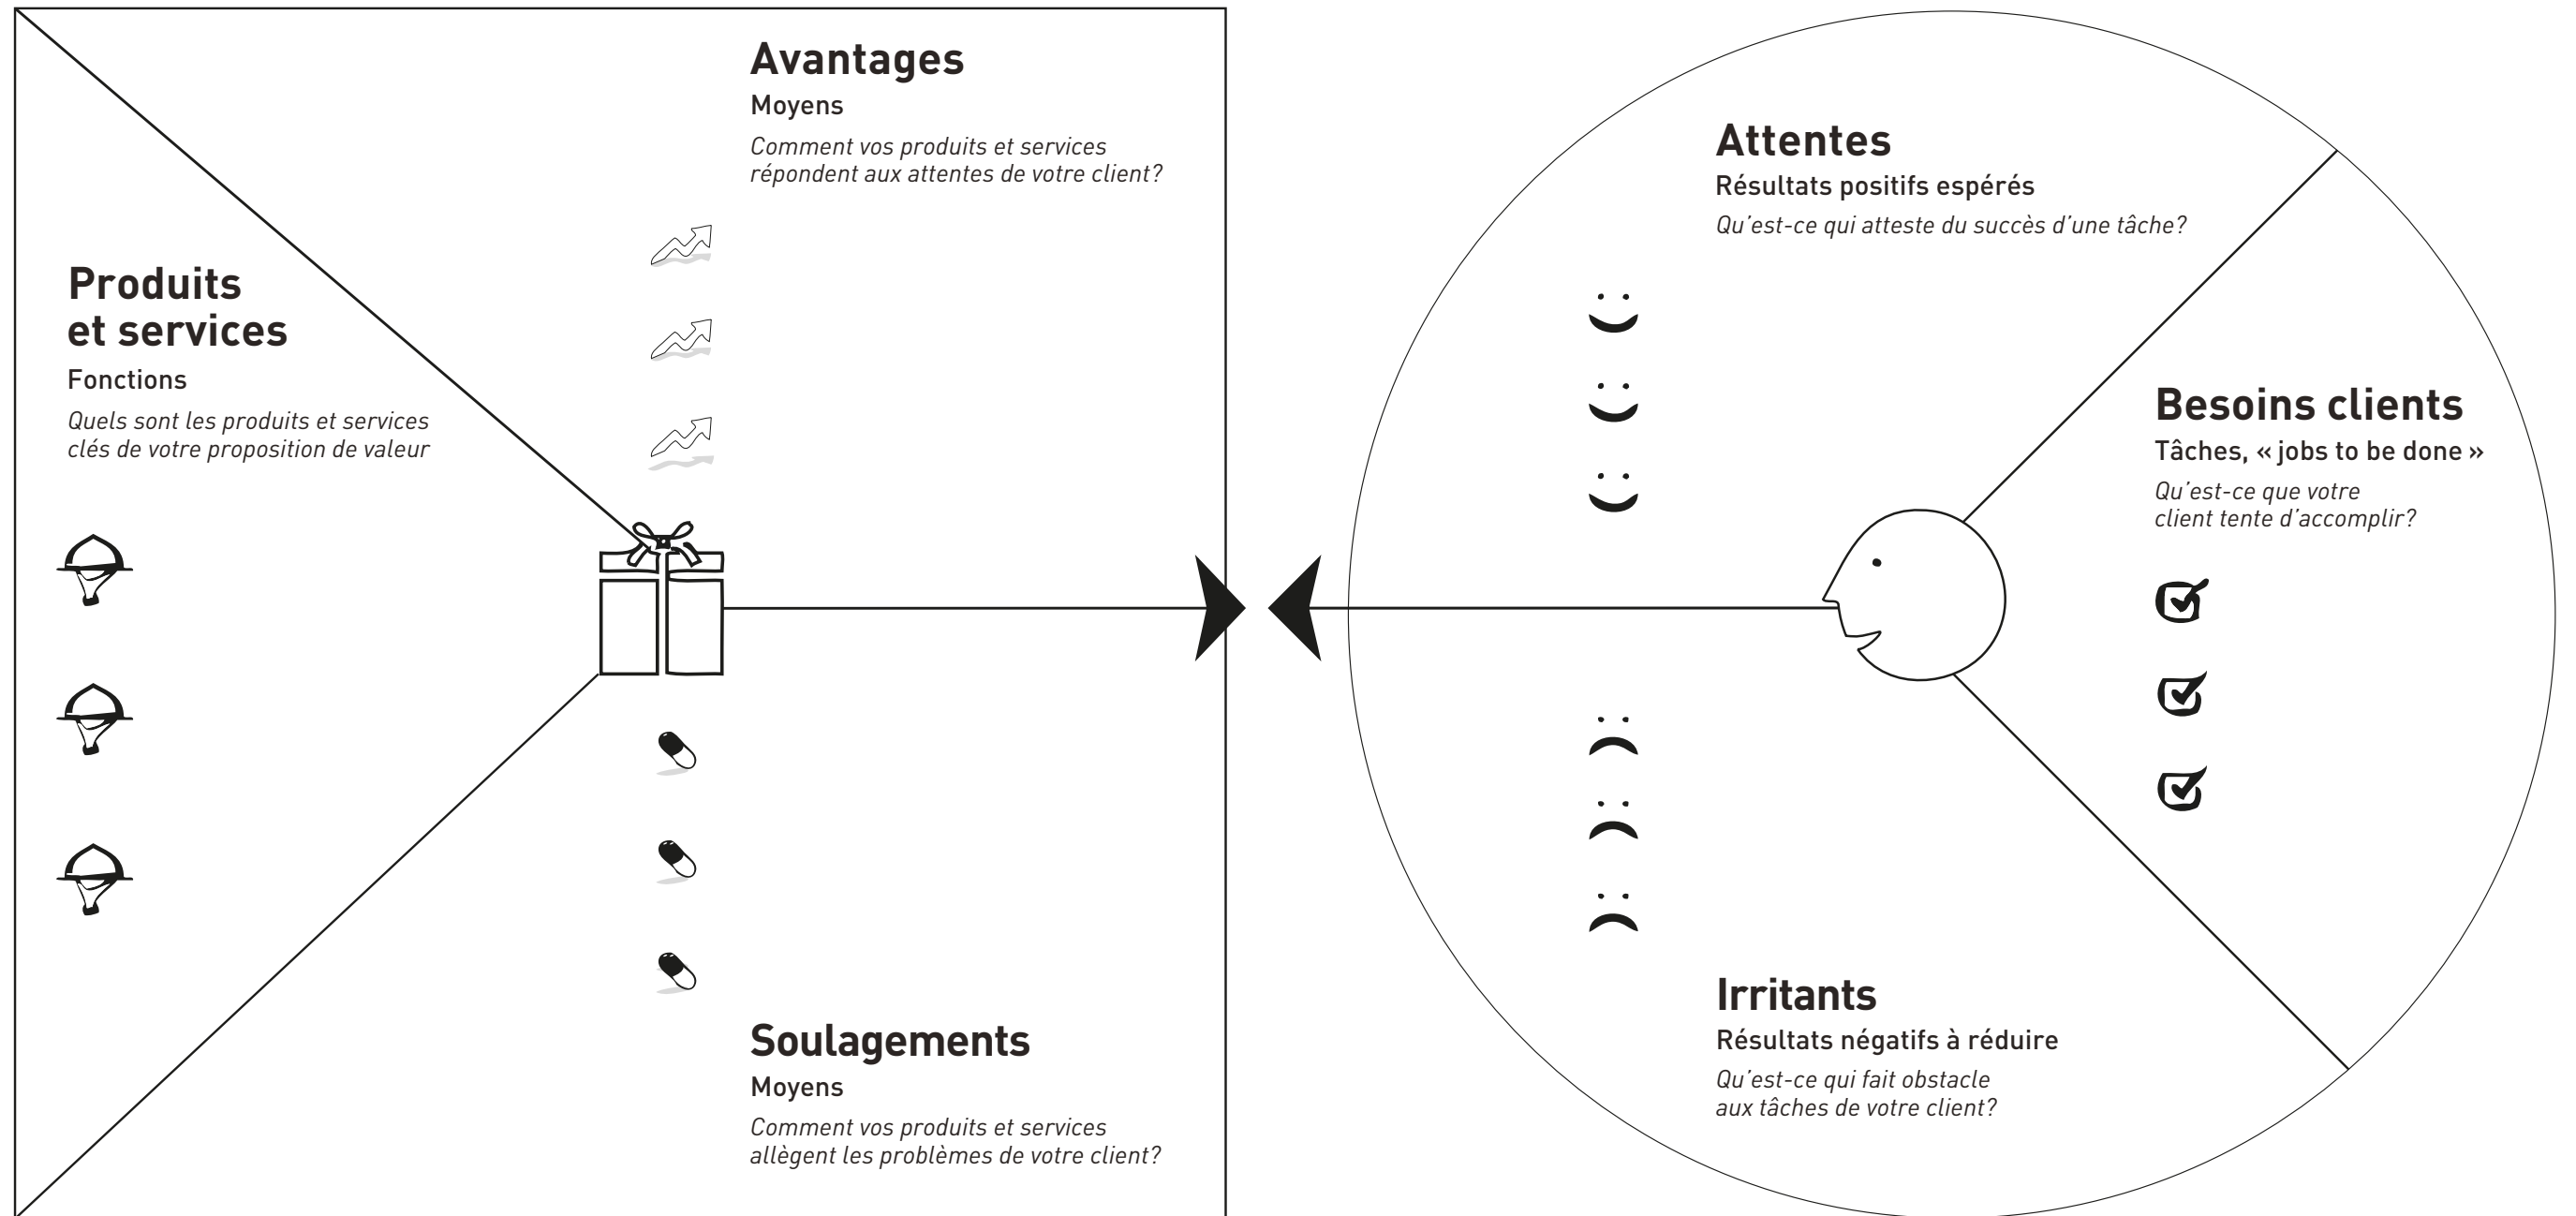 Produits
et services
Fonctions
Quels sont les produits et services
clés de votre proposition de valeur
Avantages
Moyens
Comment vos produits et services
répondent aux attentes de votre client?
Soulagements
Moyens
Comment vos produits et services
allègent les problèmes de votre client?
Attentes
Résultats positifs espérés
Qu’est-ce qui atteste du succès d’une tâche?
Besoins clients
Tâches, « jobs to be done »
Qu’est-ce que votre
client tente d’accomplir?
Irritants
Résultats négatifs à réduire
Qu’est-ce qui fait obstacle
aux tâches de votre client?